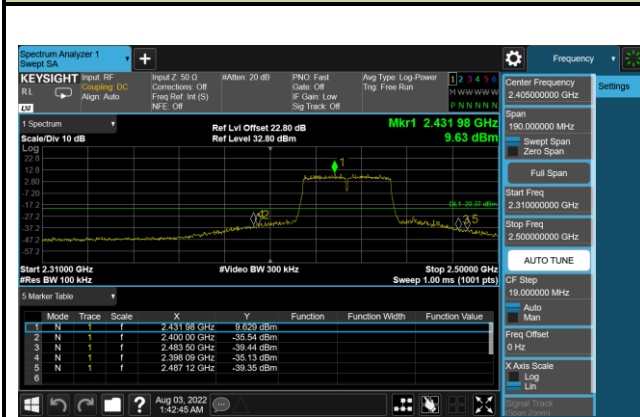 Spectrum Analyzer 1
Swept SA
Frequency
KEYSIGHT
Input: RF
Input Z: 50 Ω
#Atten: 20 dB
PNO: Fast
Avg Type: Log-Power
1 2 3 4 5 6
RL
Coupling: DC
Corrections: Off
Gate: Off
Trig: Free Run
M W W W W W
Align: Auto
Freq Ref: Int (S)
IF Gain: Low
P N N N N N
NFE: Off
Sig Track: Off
LXI
1 Spectrum
Scale/Div 10 dB
Ref Lvl Offset 22.80 dB
Ref Level 32.80 dBm
Mkr1 2.431 98 GHz
9.63 dBm
Log
22.8
12.8
2.80
-7.20
-17.2
-27.2
-37.2
-47.2
-57.2
1
DL1 -20.37 dBm
Start 2.31000 GHz
#Video BW 300 kHz
Stop 2.50000 GHz
#Res BW 100 kHz
Sweep 1.00 ms (1001 pts)
5 Marker Table
Mode Trace Scale X Y Function Function Width Function Value
1 N 1 f 2.431 98 GHz 9.629 dBm
2 N 1 f 2.400 00 GHz -35.54 dBm
3 N 1 f 2.483 50 GHz -39.44 dBm
4 N 1 f 2.398 09 GHz -35.13 dBm
5 N 1 f 2.487 12 GHz -39.35 dBm
6
Aug 03, 2022
1:42:45 AM
Center Frequency
2.405000000 GHz
Settings
Span
190.000000 MHz
Swept Span
Zero Span
Full Span
Start Freq
2.310000000 GHz
Stop Freq
2.500000000 GHz
AUTO TUNE
CF Step
19.000000 MHz
Auto
Man
Freq Offset
0 Hz
X Axis Scale
Log
Lin
Signal Track
(Span Zoom)